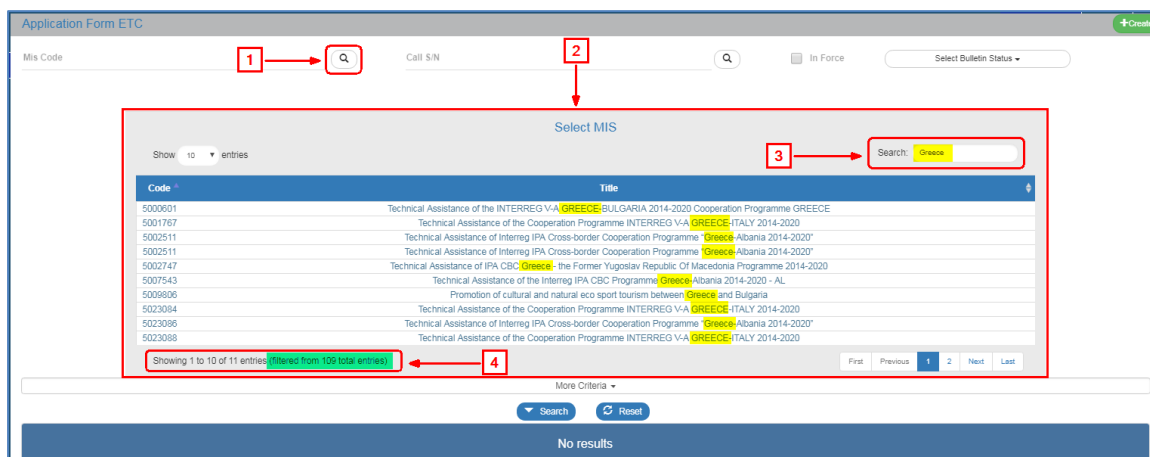 Application Form ETC
+Create
Mis Code
1
Call S/N
2
In Force
Select Bulletin Status
Select MIS
Show 10 entries
3
Search: Greece
Code Title
5000601 Technical Assistance of the INTERREG V-A GREECE-BULGARIA 2014-2020 Cooperation Programme GREECE
5001767 Technical Assistance of the Cooperation Programme INTERREG V-A GREECE-ITALY 2014-2020
5002511 Technical Assistance of Interreg IPA Cross-border Cooperation Programme "Greece-Albania 2014-2020"
5002511 Technical Assistance of Interreg IPA Cross-border Cooperation Programme "Greece-Albania 2014-2020"
5002747 Technical Assistance of IPA CBC Greece - the Former Yugoslav Republic Of Macedonia Programme 2014-2020
5007543 Technical Assistance of the Interreg IPA CBC Programme Greece-Albania 2014-2020 - AL
5009806 Promotion of cultural and natural eco sport tourism between Greece and Bulgaria
5023084 Technical Assistance of the Cooperation Programme INTERREG V-A GREECE-ITALY 2014-2020
5023086 Technical Assistance of Interreg IPA Cross-border Cooperation Programme "Greece-Albania 2014-2020"
5023088 Technical Assistance of the Cooperation Programme INTERREG V-A GREECE-ITALY 2014-2020
Showing 1 to 10 of 11 entries (filtered from 109 total entries)
4
First Previous 1 2 Next Last
More Criteria
Search Reset
No results